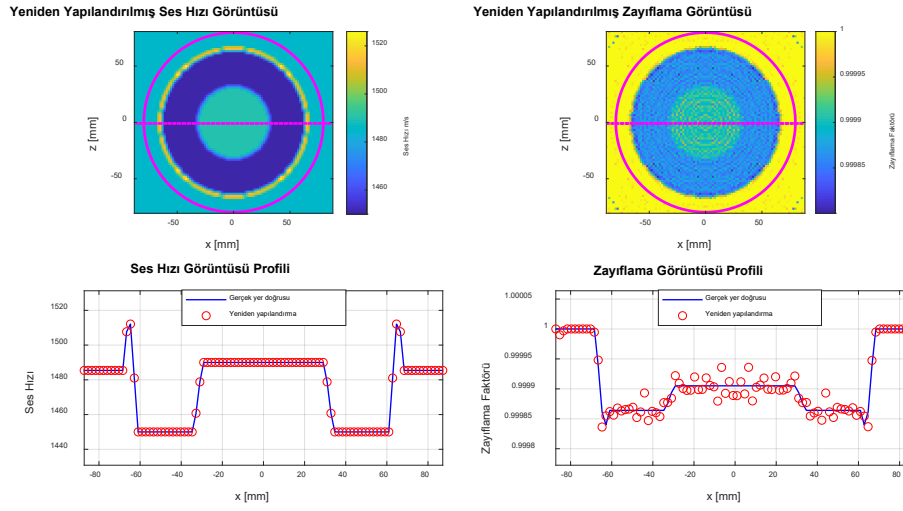 Yeniden Yapılandırılmış Ses Hızı Görüntüsü
50
0
-50
z [mm]
-50
0
50
x [mm]
1520
1500
1480
1460
Ses Hızı m/s
Yeniden Yapılandırılmış Zayıflama Görüntüsü
50
0
-50
z [mm]
-50
0
50
x [mm]
1
0.99995
0.9999
0.99985
Zayıflama Faktörü
Ses Hızı Görüntüsü Profili
Gerçek yer doğrusu
Yeniden yapılandırma
1520
1500
1480
1460
1440
Ses Hızı
-80
-60
-40
-20
0
20
40
60
80
x [mm]
Zayıflama Görüntüsü Profili
Gerçek yer doğrusu
Yeniden yapılandırma
1.00005
1
0.99995
0.9999
0.99985
0.9998
Zayıflama Faktörü
-80
-60
-40
-20
0
20
40
60
80
x [mm]